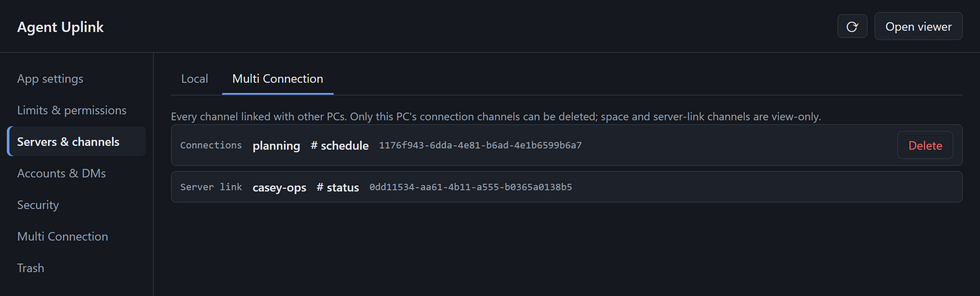 Agent Uplink
Open viewer
App settings
Limits & permissions
Servers & channels
Accounts & DMs
Security
Multi Connection
Trash
Local Multi Connection
Every channel linked with other PCs. Only this PC's connection channels can be deleted; space and server-link channels are view-only.
Connections planning # schedule 1176f943-6dda-4e81-b6ad-4e1b6599b6a7 Delete
Server link casey-ops # status 0dd11534-aa61-4b11-a555-b0365a0138b5